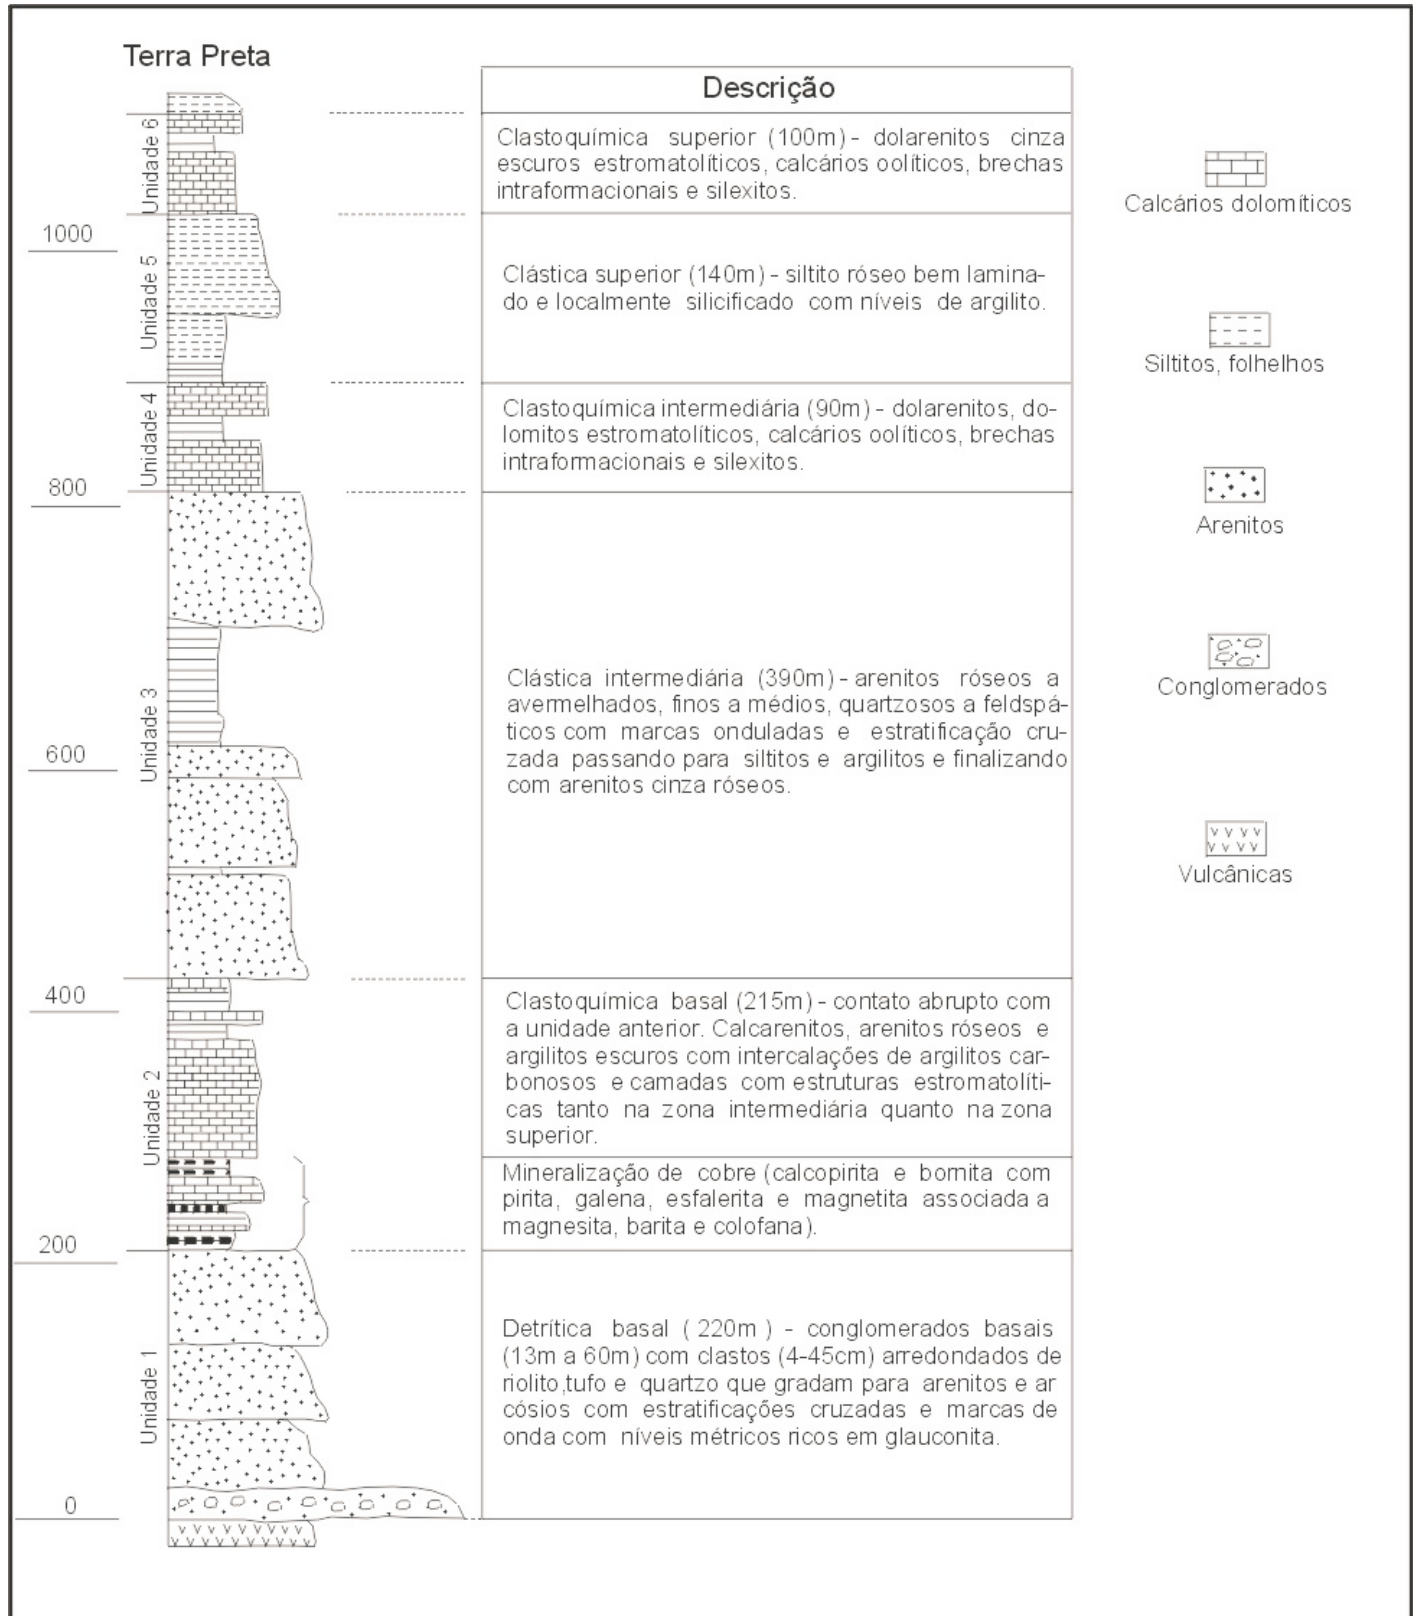 Terra Preta
Descrição
Unidade 6
Clastoquímica superior (100m) - dolarenitos cinza
escuros estromatolíticos, calcários oolíticos, brechas
intraformacionais e silexitos.
Calcários dolomíticos
1000
Unidade 5
Clástica superior (140m) - siltito róseo bem lamina-
do e localmente silicificado com níveis de argilito.
Siltitos, folhelhos
Unidade 4
Clastoquímica intermediária (90m) - dolarenitos, do-
lomitos estromatolíticos, calcários oolíticos, brechas
intraformacionais e silexitos.
800
Arenitos
Unidade 3
Clástica intermediária (390m) - arenitos róseos a
avermelhados, finos a médios, quartzosos a feldspá-
ticos com marcas onduladas e estratificação cru-
zada passando para siltitos e argilitos e finalizando
com arenitos cinza róseos.
Conglomerados
600
Vulcânicas
400
Unidade 2
Clastoquímica basal (215m) - contato abrupto com
a unidade anterior. Calcarenitos, arenitos róseos e
argilitos escuros com intercalações de argilitos car-
bonosos e camadas com estruturas estromatolíti-
cas tanto na zona intermediária quanto na zona
superior.
Mineralização de cobre (calcopirita e bornita com
pirita, galena, esfalerita e magnetita associada a
magnesita, barita e colofana).
200
Unidade 1
Detrítica basal ( 220m ) - conglomerados basais
(13m a 60m) com clastos (4-45cm) arredondados de
riolito,tufo e quartzo que gradam para arenitos e ar
cósios com estratificações cruzadas e marcas de
onda com níveis métricos ricos em glauconita.
0